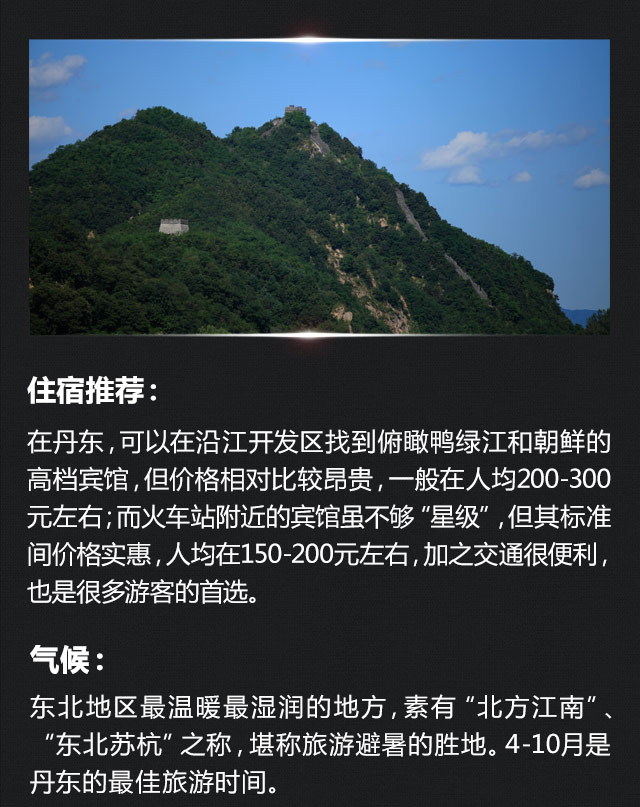 住宿推荐：
在丹东，可以在沿江开发区找到俯瞰鸭绿江和朝鲜的
高档宾馆，但价格相对比较昂贵，一般在人均200-300
元左右；而火车站附近的宾馆虽不够“星级”，但其标准
间价格实惠，人均在150-200元左右，加之交通很便利，
也是很多游客的首选。
气候：
东北地区最温暖最湿润的地方，素有“北方江南”、
“东北苏杭”之称，堪称旅游避暑的胜地。4-10月是
丹东的最佳旅游时间。